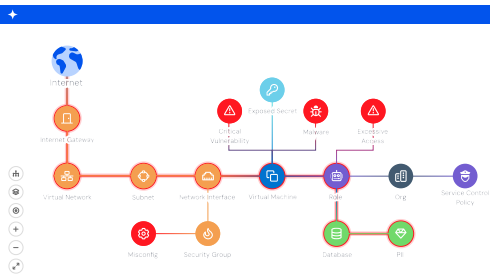 Internet
Exposed Secret
Critical
Vulnerability
Malware
Excessive
Access
Internet Gateway
Virtual Network
Subnet
Network Interface
Virtual Machine
Role
Org
Service Control
Policy
Misconfig
Security Group
Database
PII